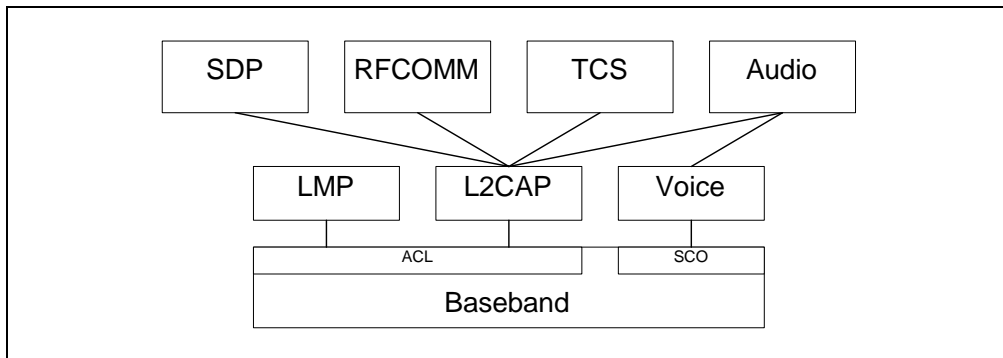 SDP RFCOMM TCS Audio
LMP L2CAP Voice
ACL SCO
Baseband